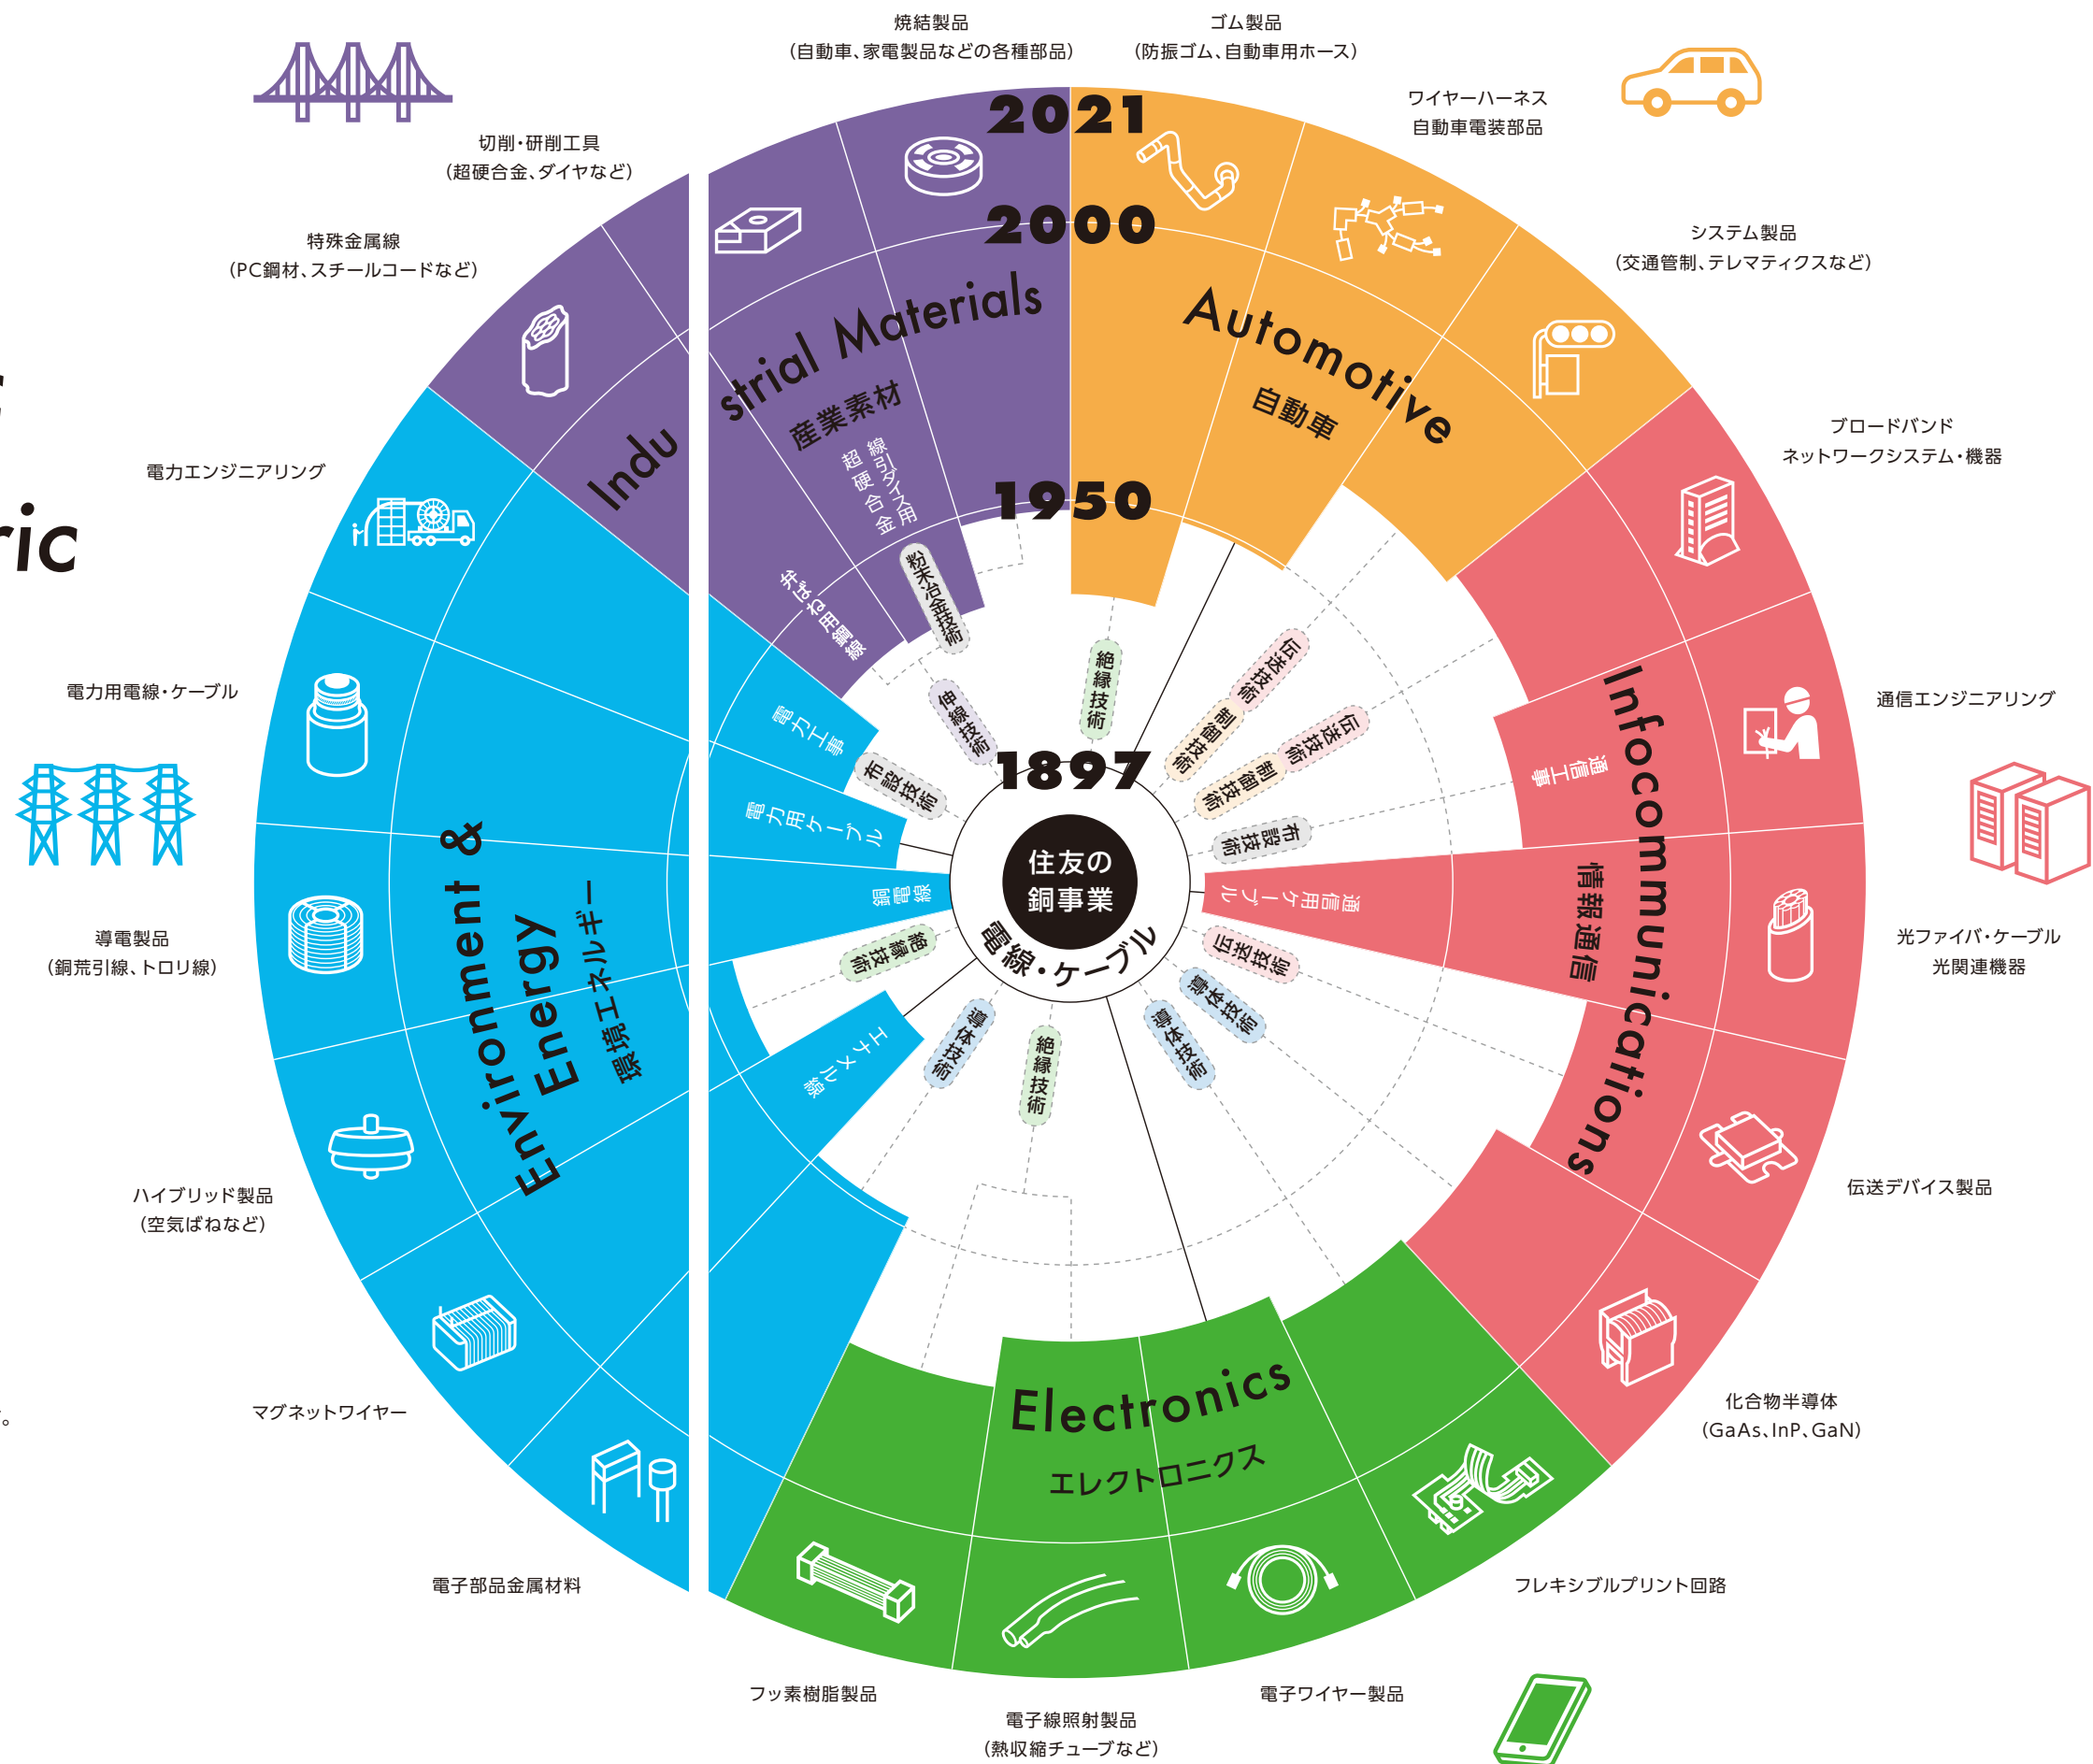 焼結製品
(自動車、家電製品などの各種部品)
ゴム製品
(防振ゴム、自動車用ホース)
ワイヤーハーネス
自動車電装部品
システム製品
(交通管制、テレマティクスなど)
ブロードバンド
ネットワークシステム・機器
通信エンジニアリング
光ファイバ・ケーブル
光関連機器
伝送デバイス製品
化合物半導体
(GaAs、InP、GaN)
フレキシブルプリント回路
電子ワイヤー製品
電子線照射製品
(熱収縮チューブなど)
フッ素樹脂製品
電子部品金属材料
マグネットワイヤー
ハイブリッド製品
(空気ばねなど)
導電製品
(銅荒引線、トロリ線)
電力用電線・ケーブル
電力エンジニアリング
特殊金属線
(PC鋼材、スチールコードなど)
切削・研削工具
(超硬合金、ダイヤなど)
ric
。
2021
2000
1950
1897
住友の
銅事業
電線・ケーブル
Industrial Materials
産業素材
線引ダイス用
超硬合金
弁ばね用鋼線
粉末冶金技術
伸線技術
Automotive
自動車
絶縁技術
伝送技術
制御技術
伝送技術
制御技術
布設技術
Infocommunications
情報通信
通信工事
通信用ケーブル
伝送技術
導体技術
導体技術
Electronics
エレクトロニクス
絶縁技術
導体技術
Environment &
Energy
環境エネルギー
電力工事
布設技術
電力用ケーブル
銅電線
絶縁技術
エナメル線